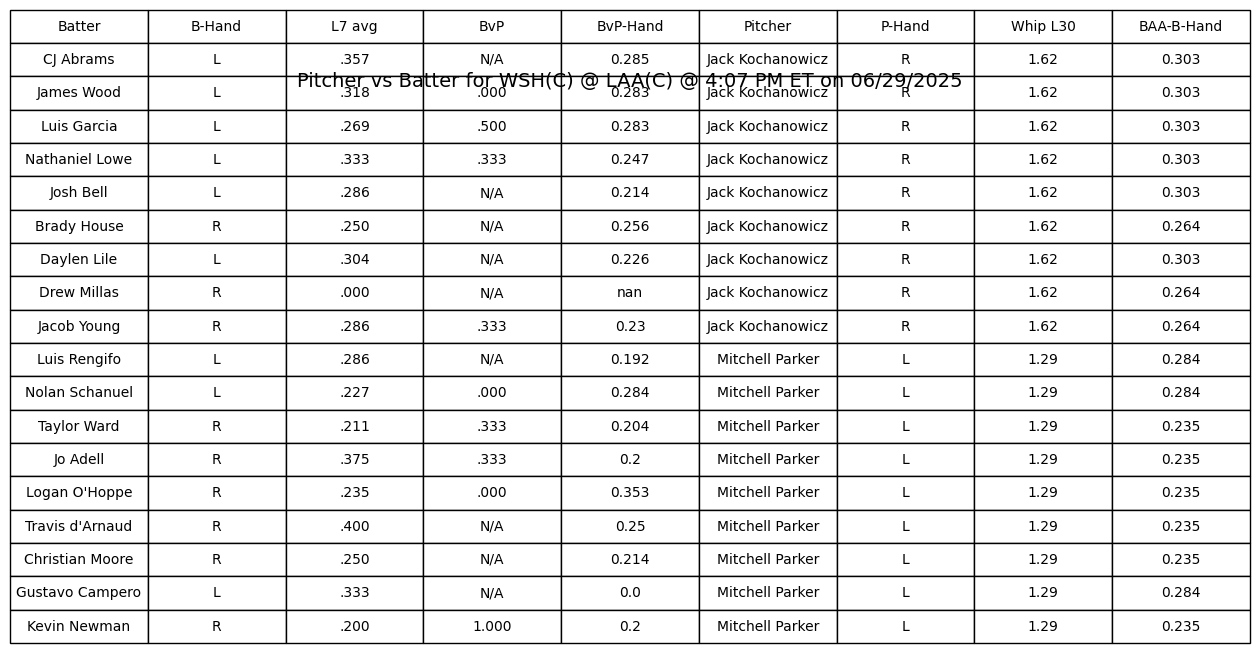 Batter B-Hand L7 avg BvP BvP-Hand Pitcher P-Hand Whip L30 BAA-B-Hand
CJ Abrams L .357 N/A 0.285 Jack Kochanowicz R 1.62 0.303
Pitcher vs Batter for WSH(C) @ LAA(C) @ 4:07 PM ET on 06/29/2025
James Wood L .318 .000 0.283 Jack Kochanowicz R 1.62 0.303
Luis Garcia L .269 .500 0.283 Jack Kochanowicz R 1.62 0.303
Nathaniel Lowe L .333 .333 0.247 Jack Kochanowicz R 1.62 0.303
Josh Bell L .286 N/A 0.214 Jack Kochanowicz R 1.62 0.303
Brady House R .250 N/A 0.256 Jack Kochanowicz R 1.62 0.264
Daylen Lile L .304 N/A 0.226 Jack Kochanowicz R 1.62 0.303
Drew Millas R .000 N/A nan Jack Kochanowicz R 1.62 0.264
Jacob Young R .286 .333 0.23 Jack Kochanowicz R 1.62 0.264
Luis Rengifo L .286 N/A 0.192 Mitchell Parker L 1.29 0.284
Nolan Schanuel L .227 .000 0.284 Mitchell Parker L 1.29 0.284
Taylor Ward R .211 .333 0.204 Mitchell Parker L 1.29 0.235
Jo Adell R .375 .333 0.2 Mitchell Parker L 1.29 0.235
Logan O'Hoppe R .235 .000 0.353 Mitchell Parker L 1.29 0.235
Travis d'Arnaud R .400 N/A 0.25 Mitchell Parker L 1.29 0.235
Christian Moore R .250 N/A 0.214 Mitchell Parker L 1.29 0.235
Gustavo Campero L .333 N/A 0.0 Mitchell Parker L 1.29 0.284
Kevin Newman R .200 1.000 0.2 Mitchell Parker L 1.29 0.235